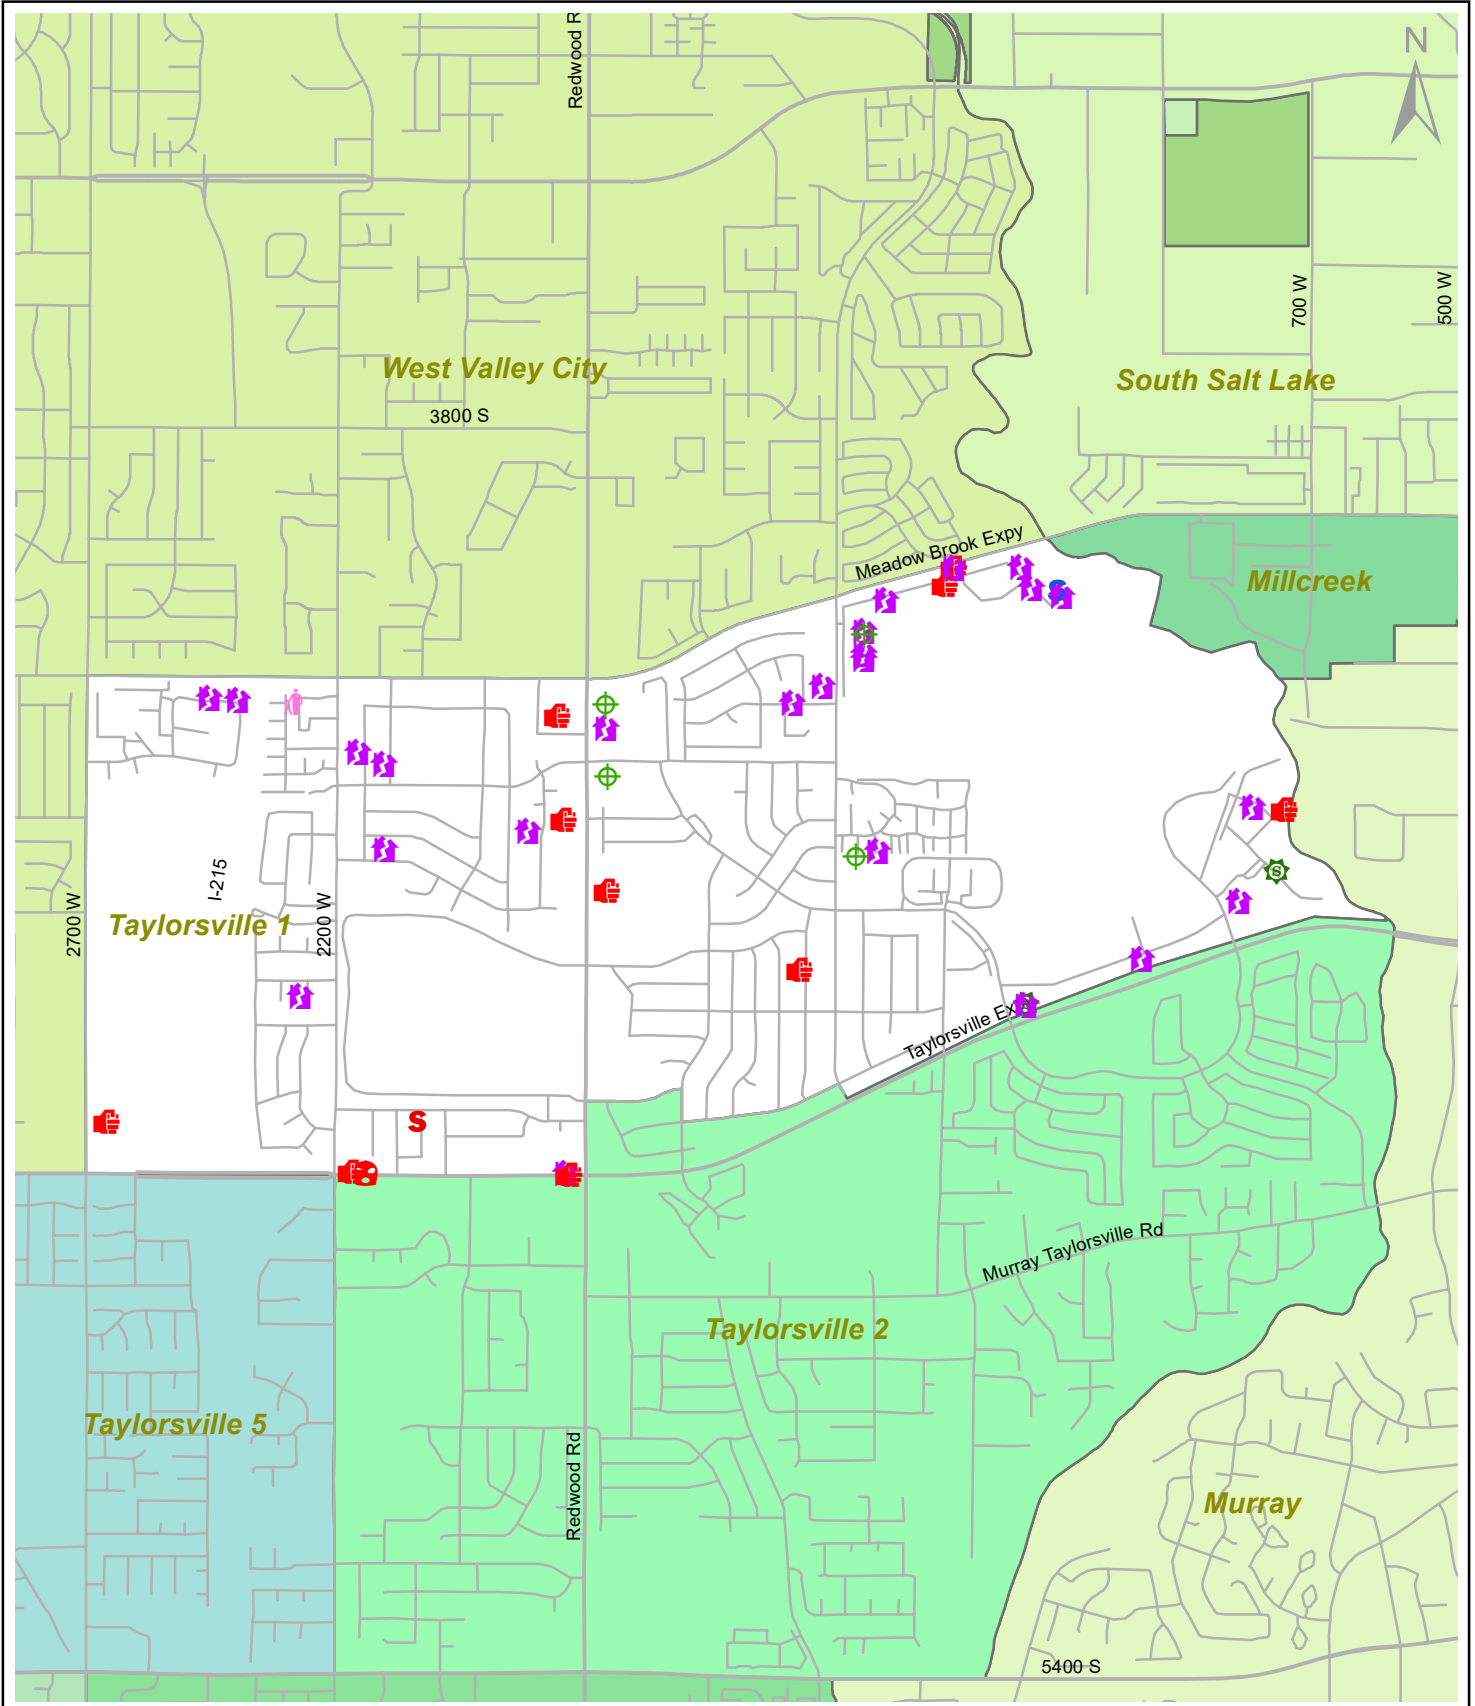 Redwood R
N
700 W
500 W
West Valley City
South Salt Lake
3800 S
Meadow Brook Expy
Millcreek
S
I-215
S
2700 W
Taylorsville 1
2200 W
Taylorsville Ex
S
Murray Taylorsville Rd
Taylorsville 2
Taylorsville 5
Redwood Rd
Murray
5400 S